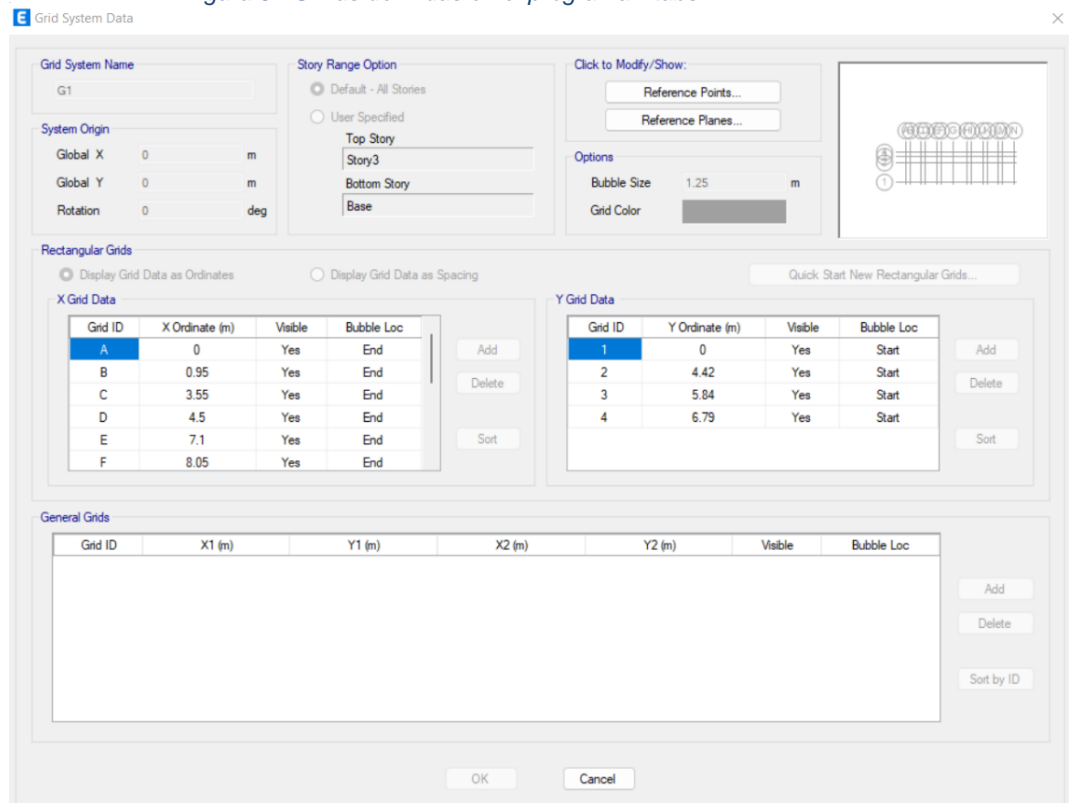 Grid System Data
Grid System Name
G1
System Origin
Global X 0 m
Global Y 0 m
Rotation 0 deg
Story Range Option
Default - All Stories
User Specified
Top Story
Story3
Bottom Story
Base
Click to Modify/Show:
Reference Points...
Reference Planes...
Options
Bubble Size 1.25 m
Grid Color
1
Rectangular Grids
Display Grid Data as Ordinates Display Grid Data as Spacing Quick Start New Rectangular Grids...
X Grid Data
Grid ID X Ordinate (m) Visible Bubble Loc
A 0 Yes End
B 0.95 Yes End
C 3.55 Yes End
D 4.5 Yes End
E 7.1 Yes End
F 8.05 Yes End
Add
Delete
Sort
Y Grid Data
Grid ID Y Ordinate (m) Visible Bubble Loc
1 0 Yes Start
2 4.42 Yes Start
3 5.84 Yes Start
4 6.79 Yes Start
Add
Delete
Sort
General Grids
Grid ID X1 (m) Y1 (m) X2 (m) Y2 (m) Visible Bubble Loc
Add
Delete
Sort by ID
OK Cancel